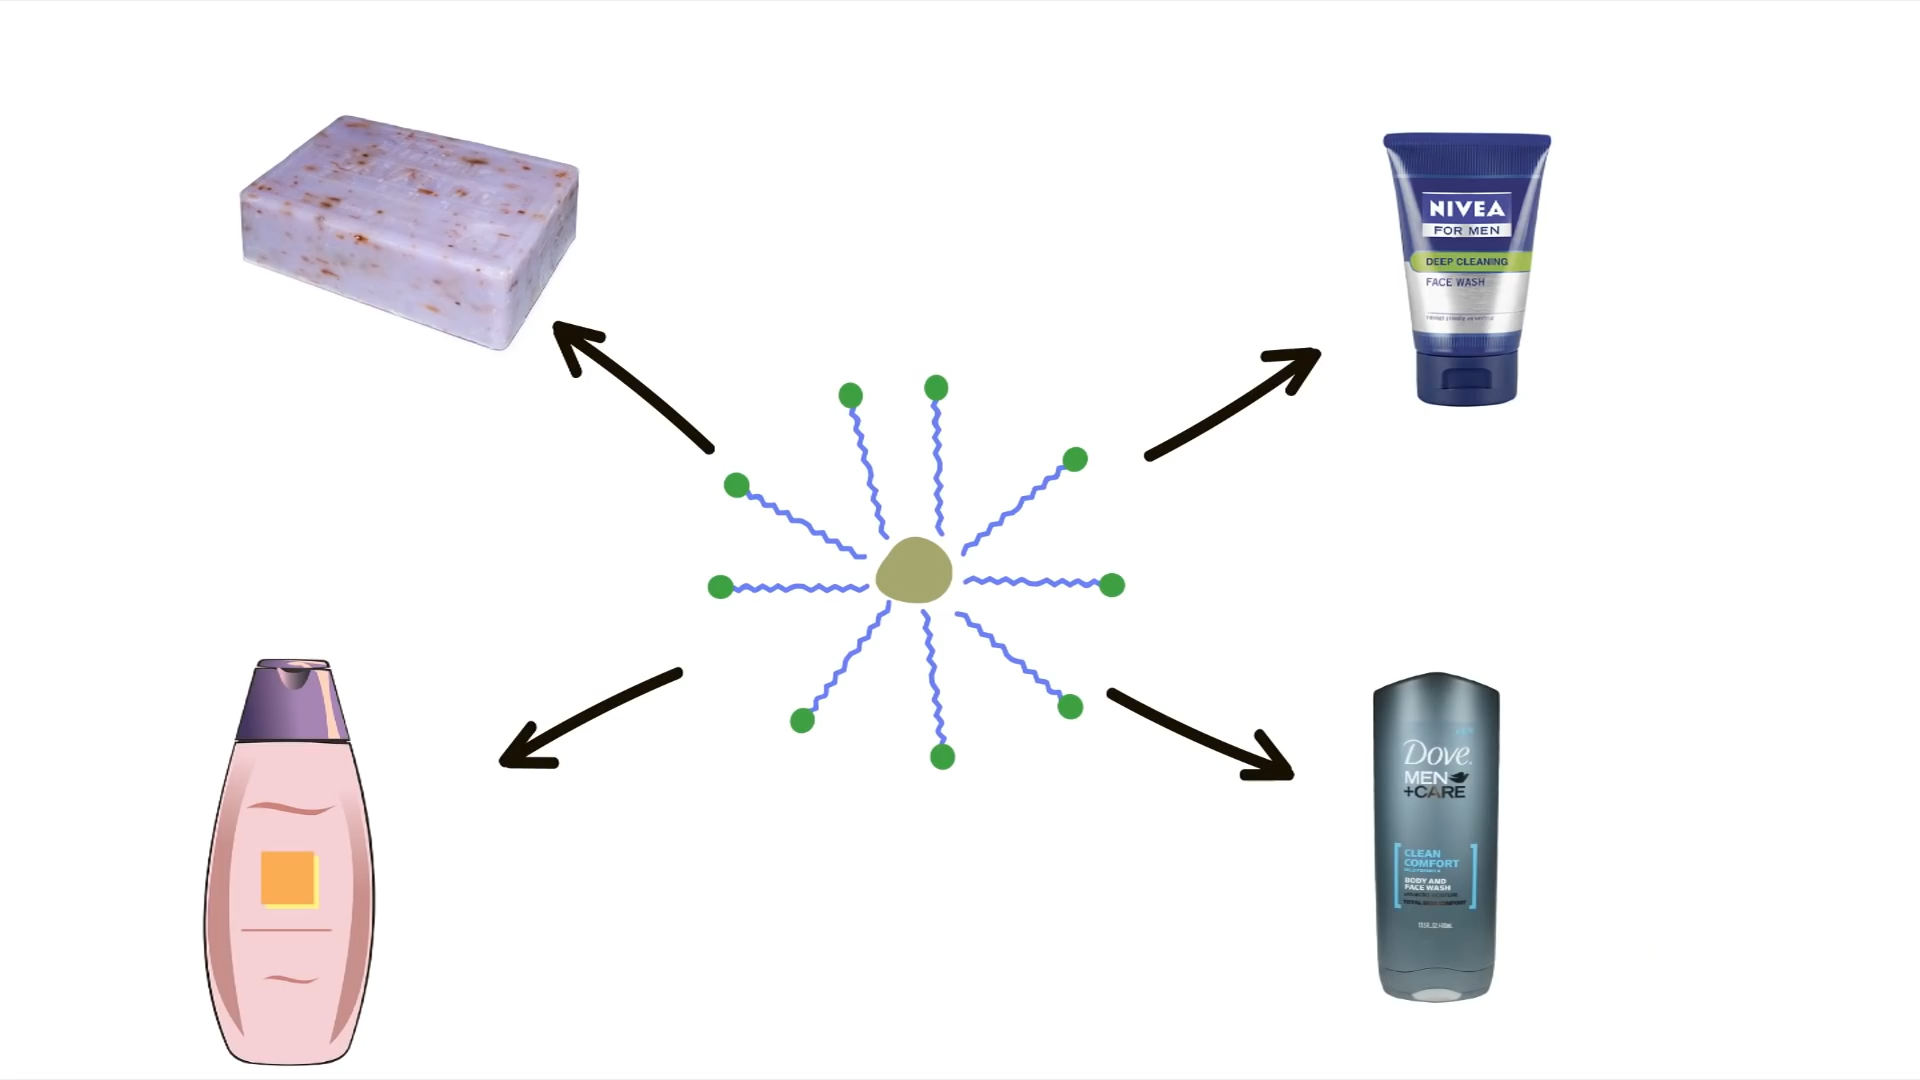 NIVEA
FOR MEN
DEEP CLEANING
FACE WASH
Dove.
MEN
+CARE
CLEAN
COMFORT
BODY AND
FACE WASH